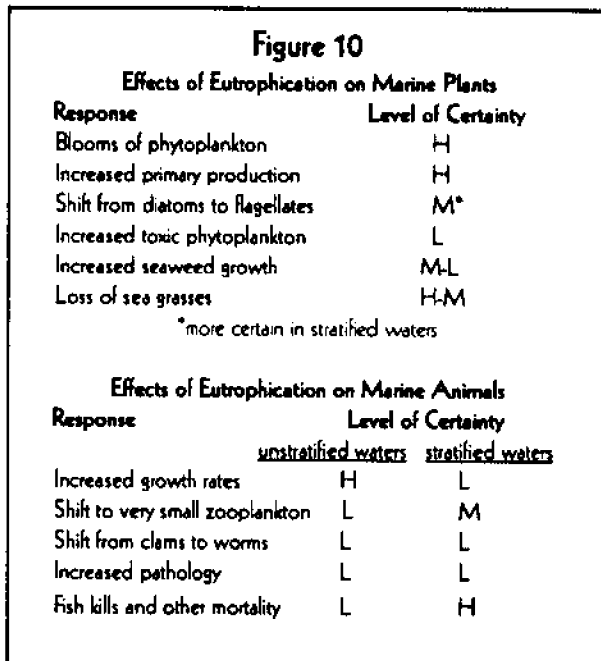 Figure 10
Effects of Eutrophication on Marine Plants
Response Level of Certainty
Blooms of phytoplankton H
Increased primary production H
Shift from diatoms to flagellates M*
Increased toxic phytoplankton L
Increased seaweed growth M-L
Loss of sea grasses H-M
*more certain in stratified waters
Effects of Eutrophication on Marine Animals
Response Level of Certainty
unstratified waters stratified waters
Increased growth rates H L
Shift to very small zooplankton L M
Shift from clams to worms L L
Increased pathology L L
Fish kills and other mortality L H